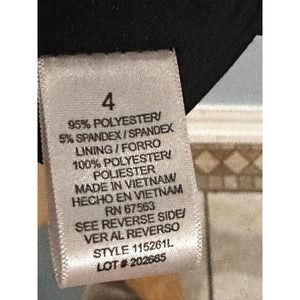 4
95% POLYESTER/
5% SPANDEX/SPANDEX
LINING / FORRO
100% POLYESTER/
POLIESTER
MADE IN VIETNAM/
HECHO EN VIETNAM
RN 67563
SEE REVERSE SIDE/
VER AL REVERSO
STYLE 115261L
LOT # 202665